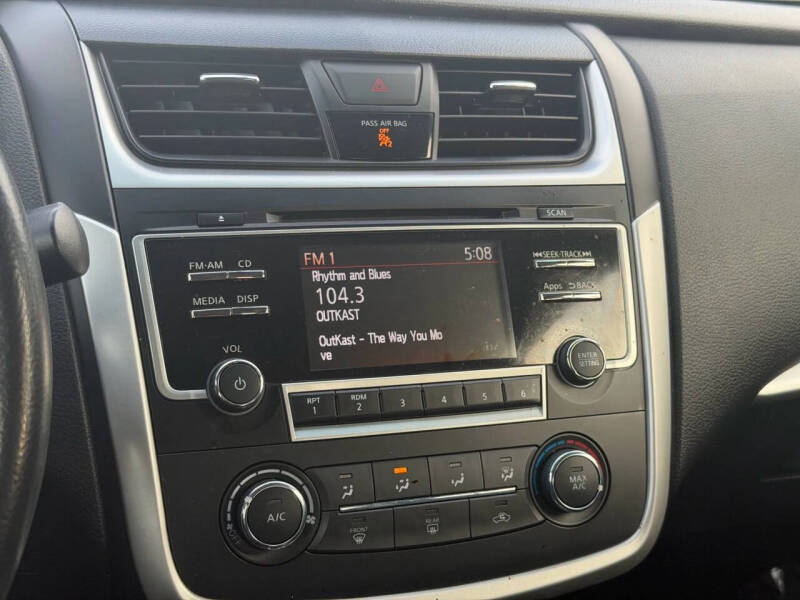 PASS AIR BAG
OFF
2
SCAN
FM·AM CD
MEDIA DISP
VOL
FM 1 5:08
Rhythm and Blues
104.3
OUTKAST
OutKast - The Way You Mo
ve
SEEK·TRACK
Apps BACK
ENTER
SETTING
RPT
1
RDM
2
3
4
5
6
A/C
OFF
FRONT
REAR
MAX
A/C